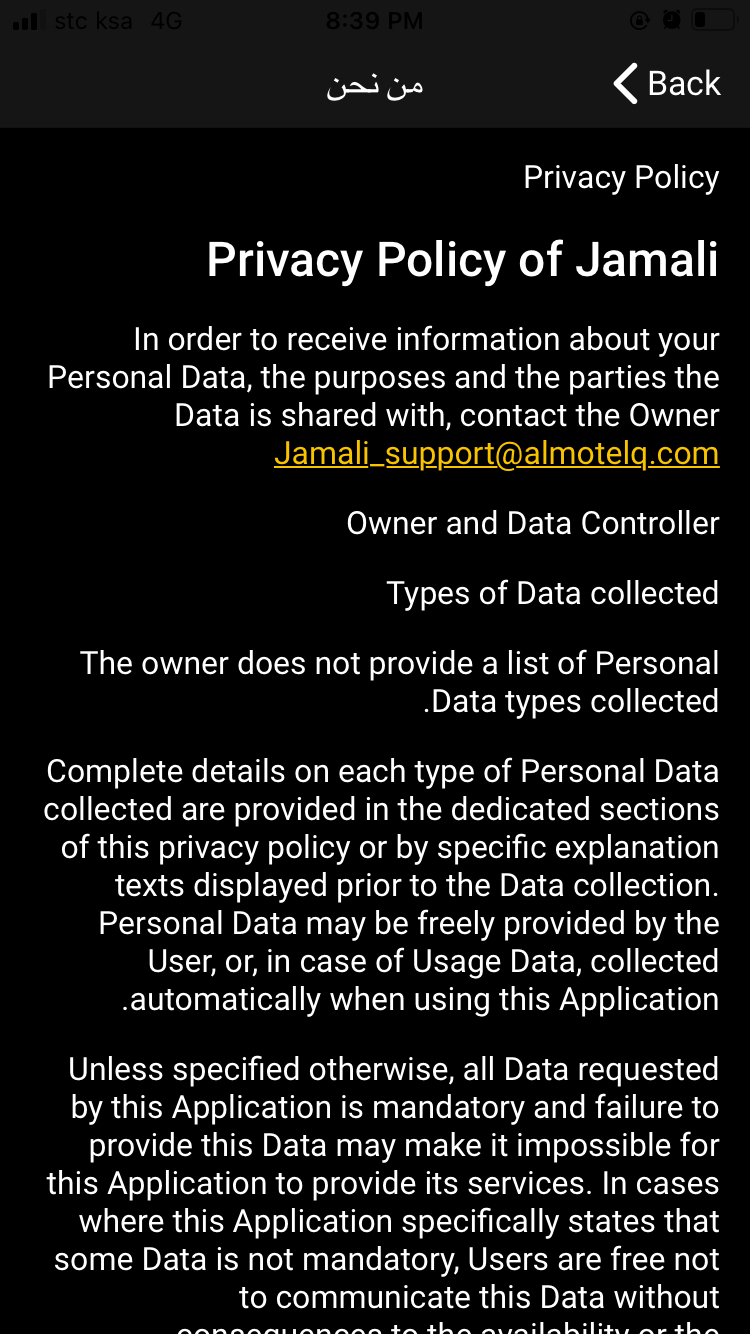 stc ksa 4G 8:39 PM
من نحن
Back
Privacy Policy
Privacy Policy of Jamali
In order to receive information about your
Personal Data, the purposes and the parties the
Data is shared with, contact the Owner
Jamali_support@almotelq.com
Owner and Data Controller
Types of Data collected
The owner does not provide a list of Personal
.Data types collected
Complete details on each type of Personal Data
collected are provided in the dedicated sections
of this privacy policy or by specific explanation
texts displayed prior to the Data collection.
Personal Data may be freely provided by the
User, or, in case of Usage Data, collected
.automatically when using this Application
Unless specified otherwise, all Data requested
by this Application is mandatory and failure to
provide this Data may make it impossible for
this Application to provide its services. In cases
where this Application specifically states that
some Data is not mandatory, Users are free not
to communicate this Data without
consequences to the availability or the